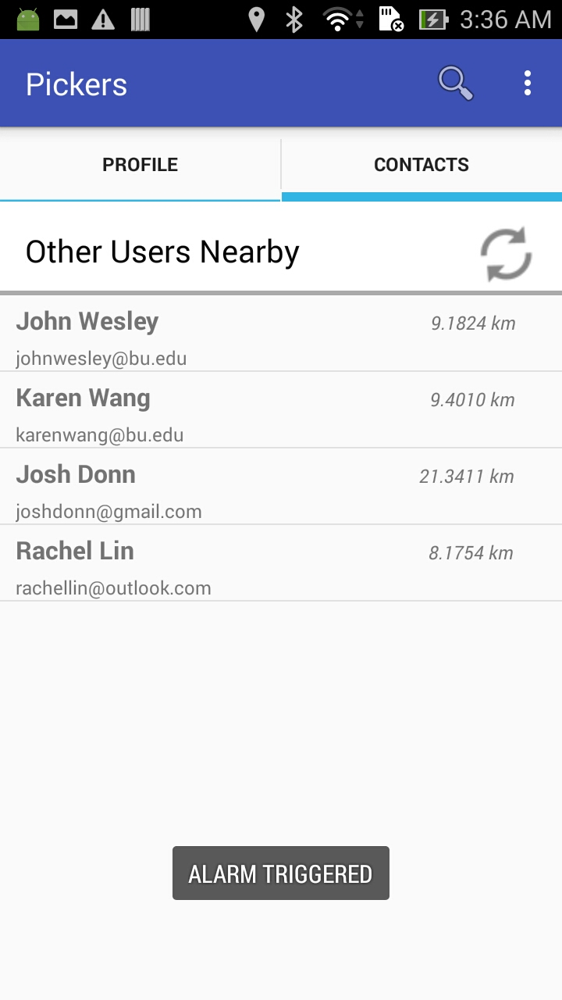 3:36 AM
Pickers
PROFILE CONTACTS
Other Users Nearby
John Wesley 9.1824 km
johnwesley@bu.edu
Karen Wang 9.4010 km
karenwang@bu.edu
Josh Donn 21.3411 km
joshdonn@gmail.com
Rachel Lin 8.1754 km
rachellin@outlook.com
ALARM TRIGGERED